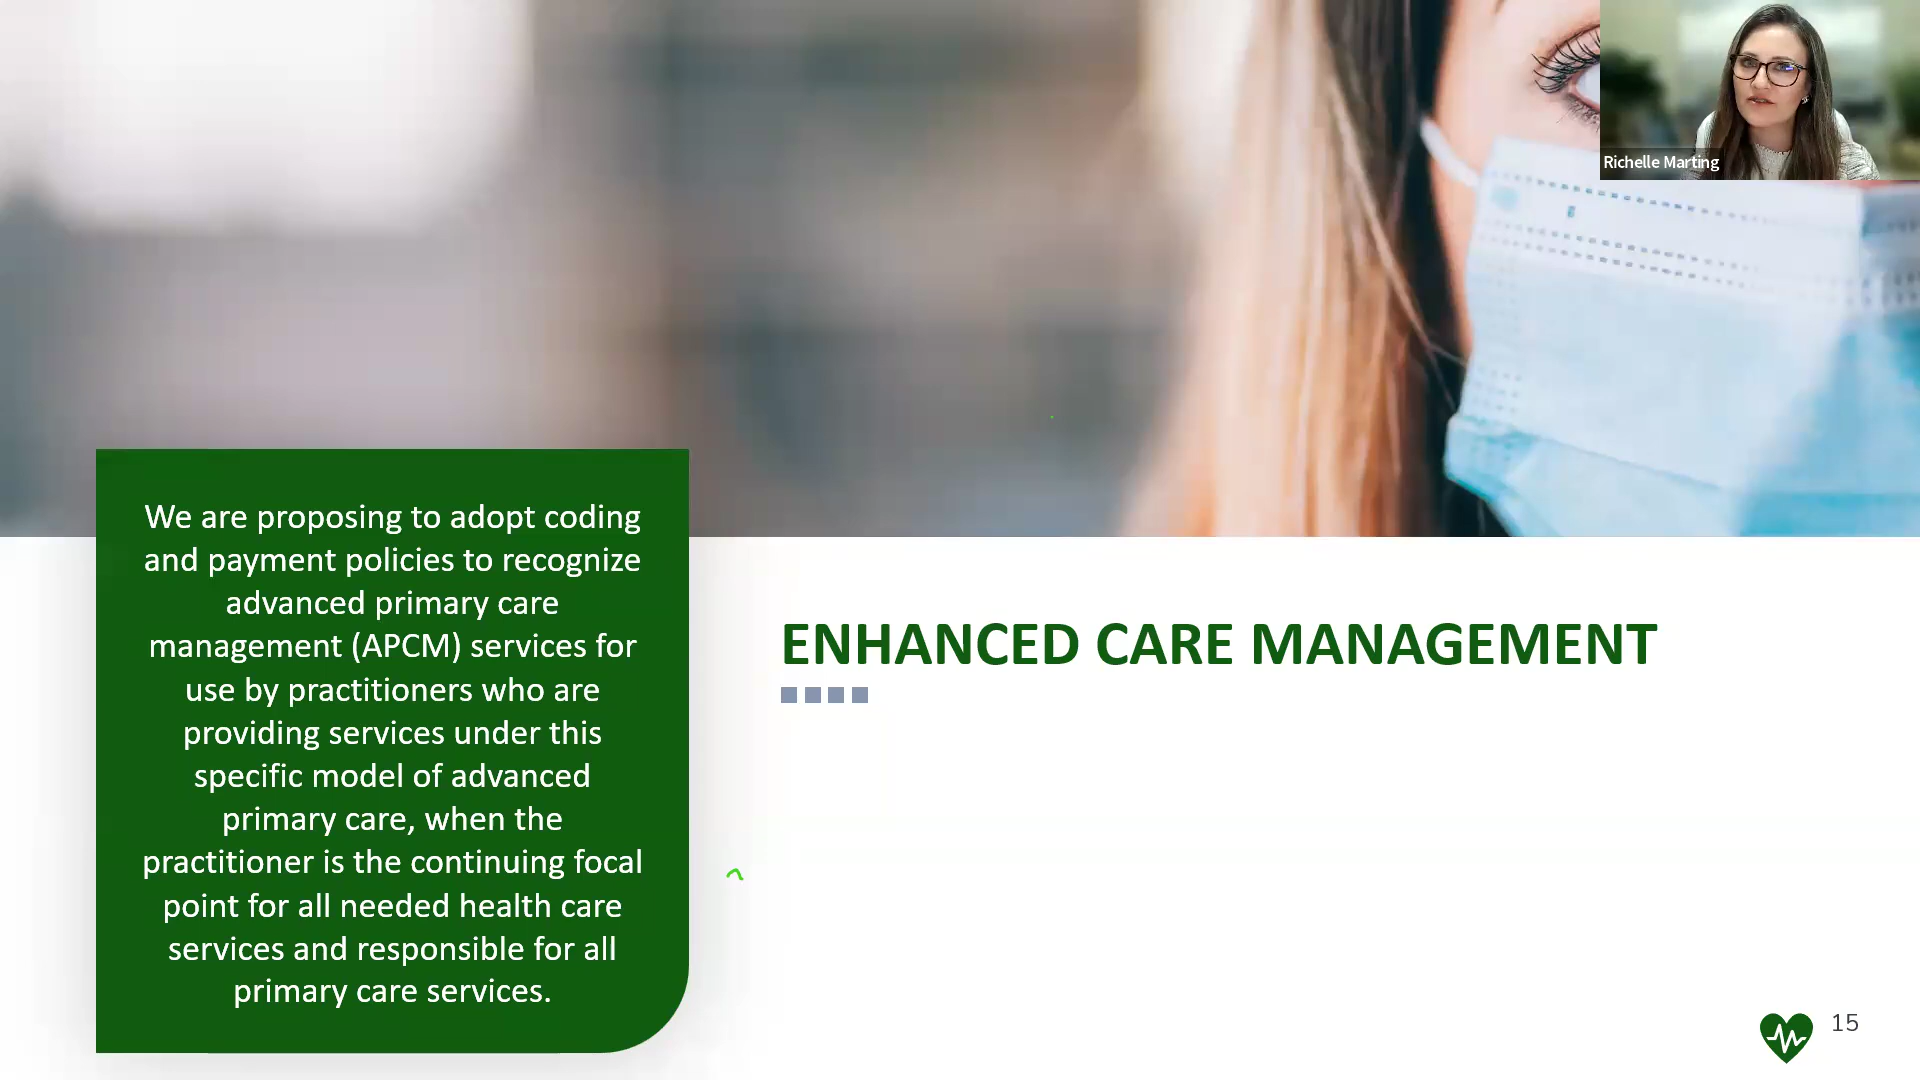 Richelle Marting
We are proposing to adopt coding
and payment policies to recognize
advanced primary care
management (APCM) services for
use by practitioners who are
providing services under this
specific model of advanced
primary care, when the
practitioner is the continuing focal
point for all needed health care
services and responsible for all
primary care services.
ENHANCED CARE MANAGEMENT
15